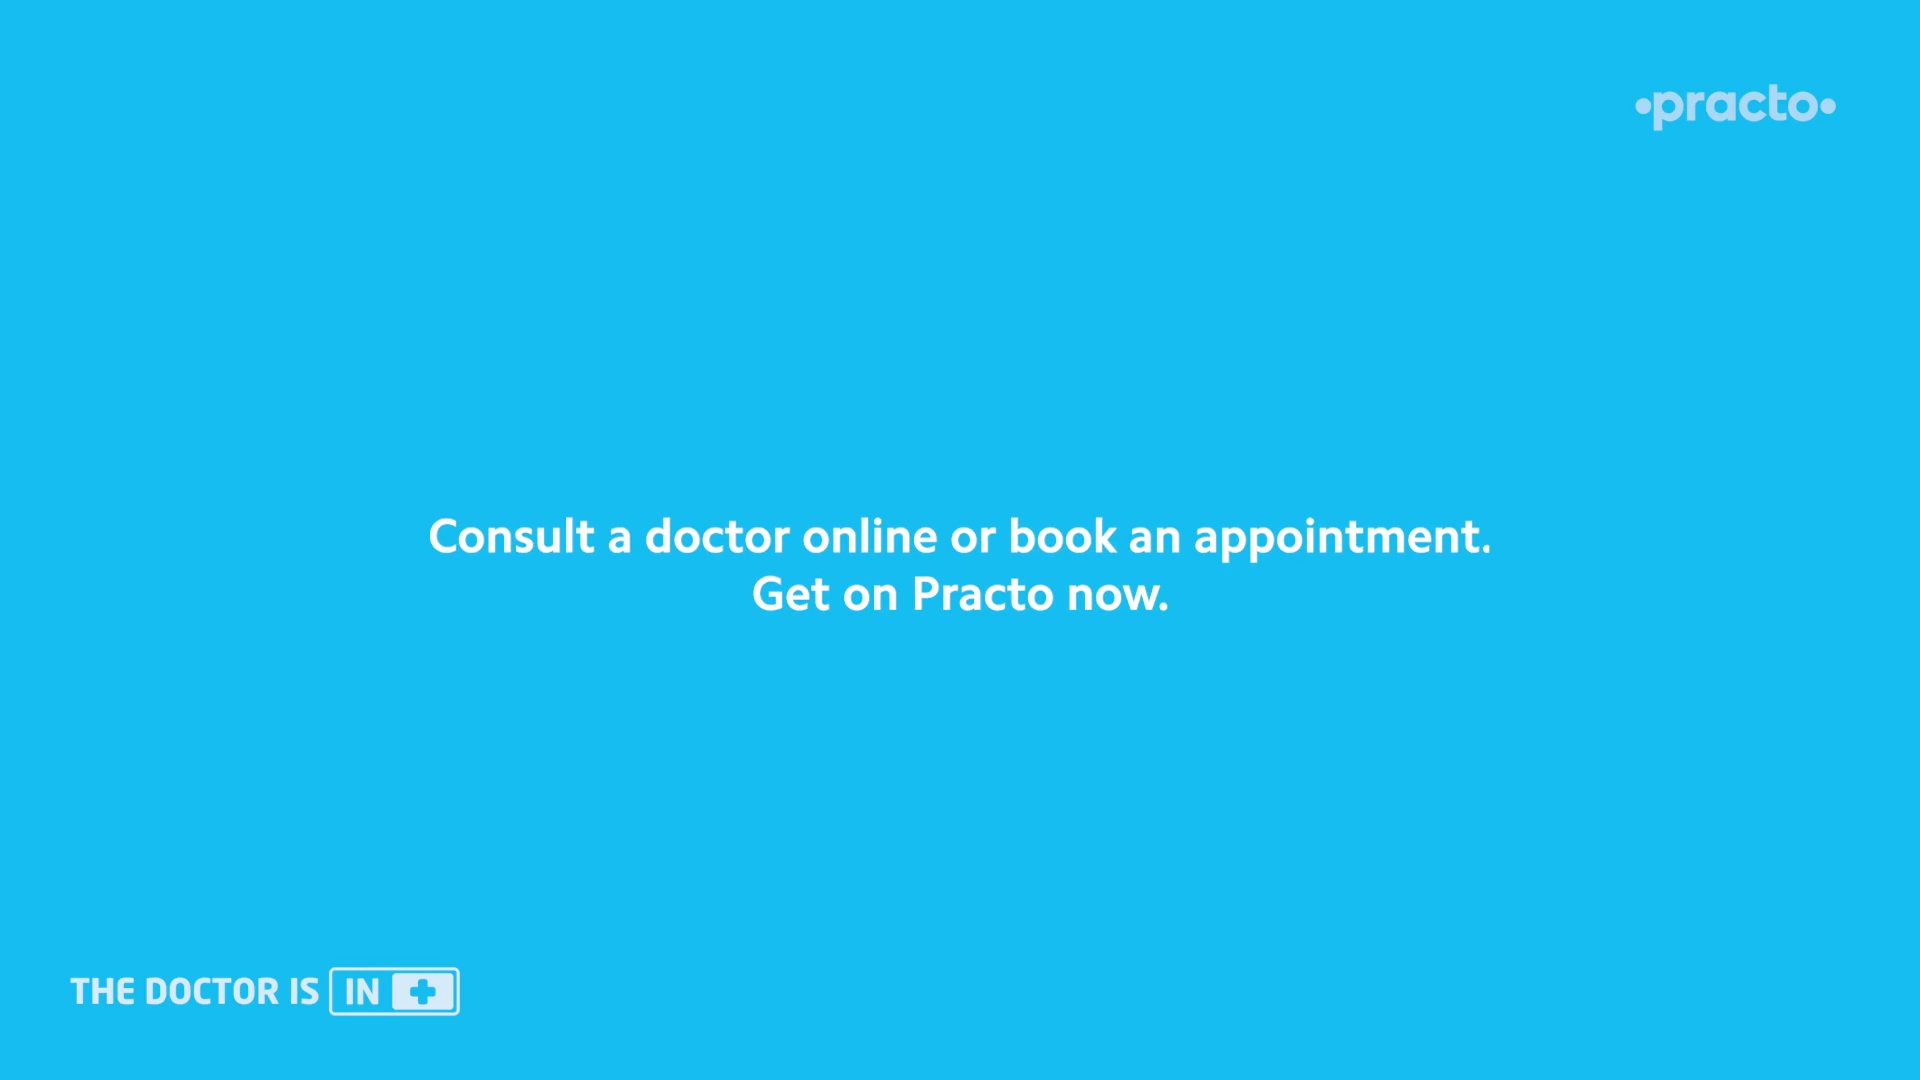 •practo•
Consult a doctor online or book an appointment.
Get on Practo now.
THE DOCTOR IS IN